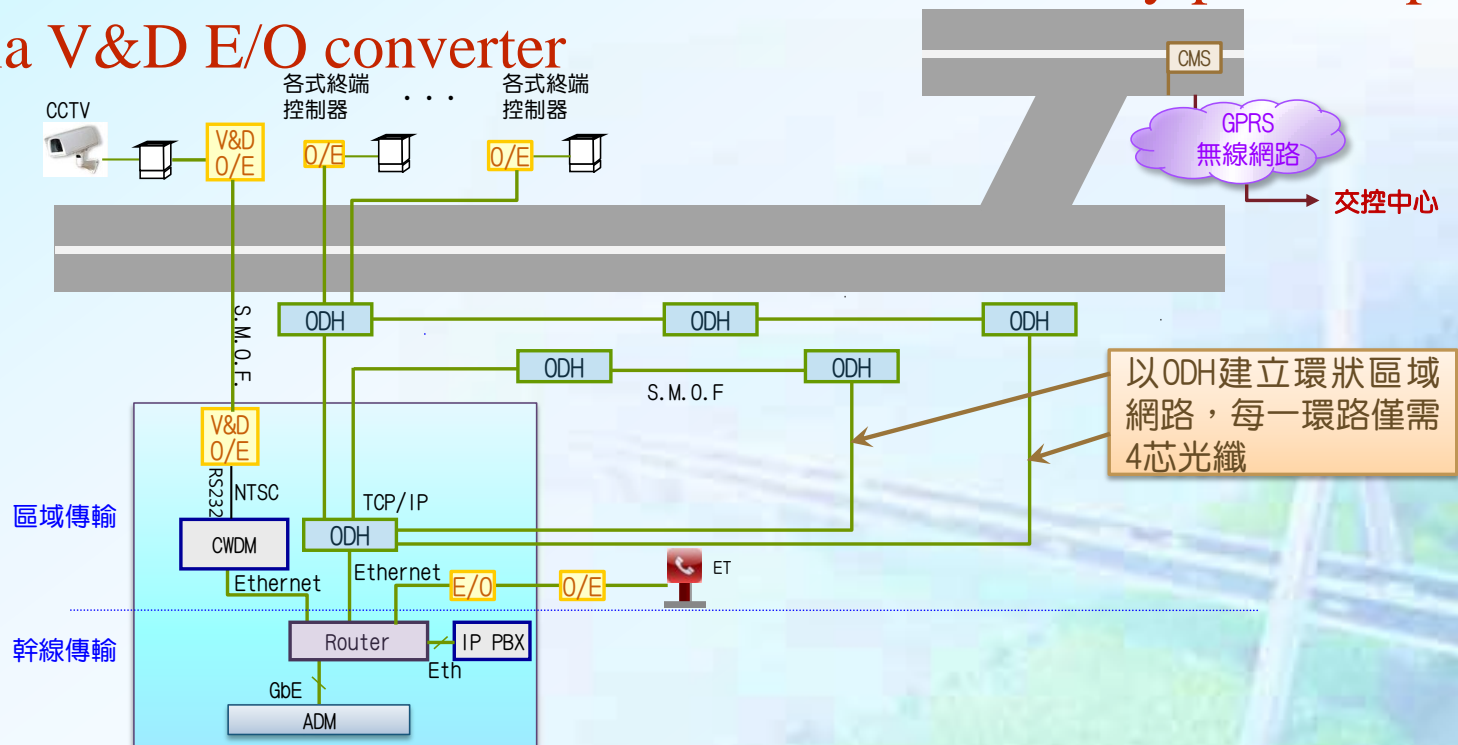 a V&D E/O converter
CMS
GPRS
無線網路
交控中心
各式終端
控制器
...
各式終端
控制器
CCTV
V&D
O/E
O/E
O/E
S.M.O.F.
ODH
ODH
ODH
ODH
ODH
S.M.O.F
以ODH建立環狀區域
網路，每一環路僅需
4芯光纖
V&D
O/E
RS232
NTSC
TCP/IP
區域傳輸
CWDM
ODH
Ethernet
Ethernet
E/O
O/E
ET
幹線傳輸
Router
IP PBX
Eth
GbE
ADM